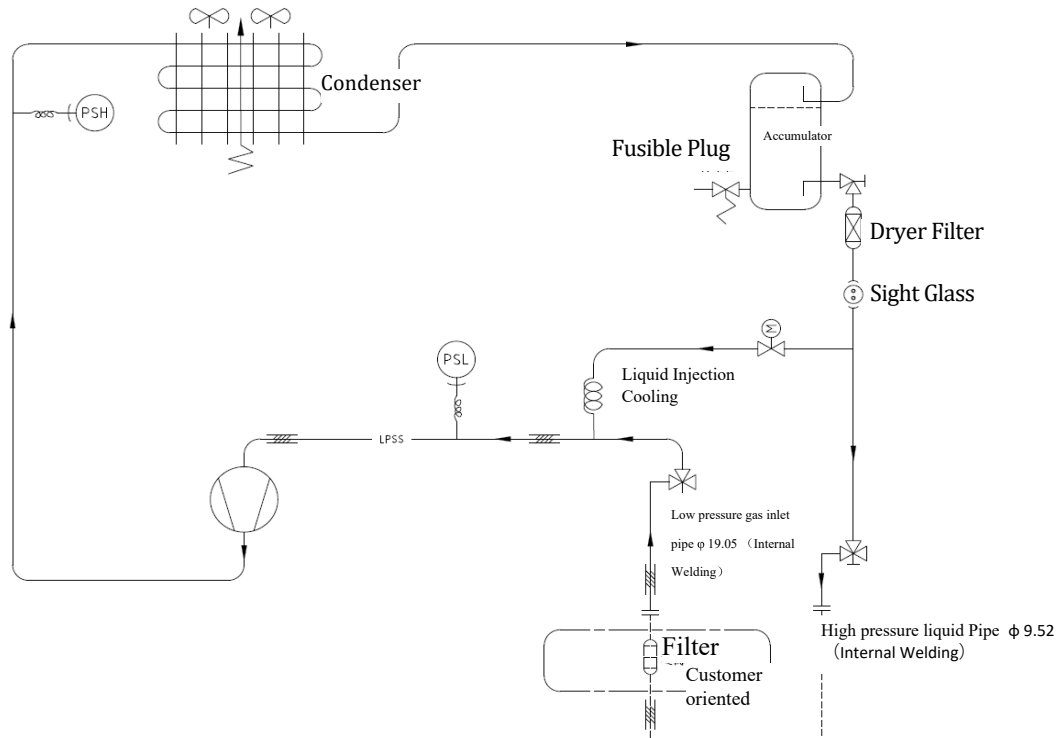 Condenser
PSH
Accumulator
Fusible Plug
Dryer Filter
Sight Glass
M
PSL
Liquid Injection
Cooling
LPSS
Low pressure gas inlet
pipe φ 19.05 （Internal
Welding）
High pressure liquid Pipe φ 9.52
（Internal Welding）
Filter
Customer
oriented